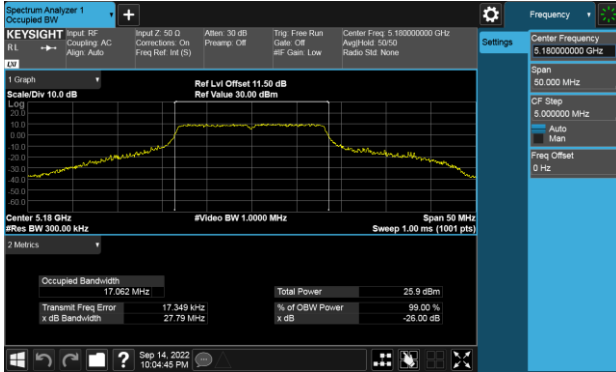 Spectrum Analyzer 1
Occupied BW
+
Frequency
KEYSIGHT
Input: RF
Coupling: AC
Align: Auto
Input Z: 50 Ω
Corrections: On
Freq Ref: Int (S)
Atten: 30 dB
Preamp: Off
Trig: Free Run
Gate: Off
#IF Gain: Low
Center Freq: 5.180000000 GHz
Avg|Hold: 50/50
Radio Std: None
RL
LXI
Settings
Center Frequency
5.180000000 GHz
Span
50.000 MHz
CF Step
5.000000 MHz
Auto
Man
Freq Offset
0 Hz
1 Graph
Scale/Div 10.0 dB
Ref Lvl Offset 11.50 dB
Ref Value 30.00 dBm
Log
20.0
10.0
0.00
-10.0
-20.0
-30.0
-40.0
-50.0
-60.0
Center 5.18 GHz
#Video BW 1.0000 MHz
Span 50 MHz
#Res BW 300.00 kHz
Sweep 1.00 ms (1001 pts)
2 Metrics
Occupied Bandwidth
17.062 MHz
Total Power 25.9 dBm
Transmit Freq Error 17.349 kHz
% of OBW Power 99.00 %
x dB Bandwidth 27.79 MHz
x dB -26.00 dB
?
Sep 14, 2022
10:04:45 PM